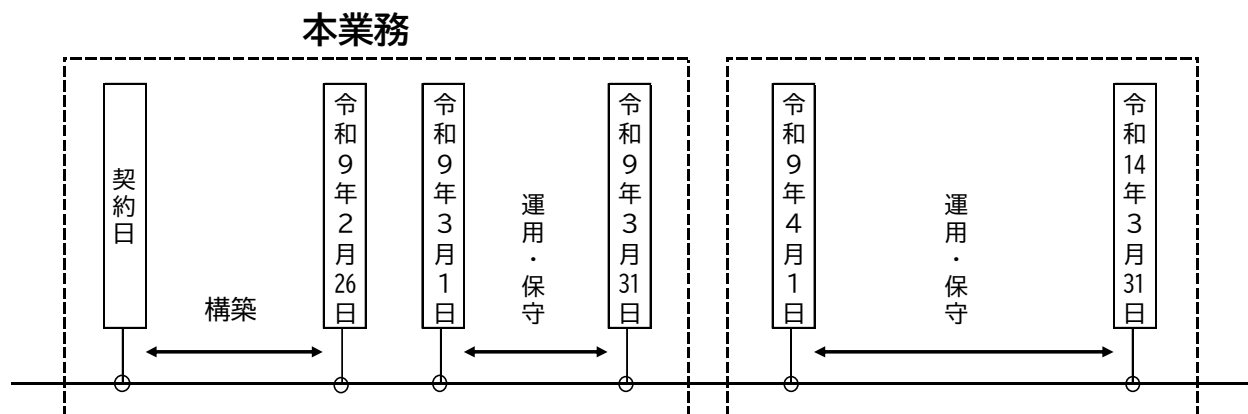 本業務
契約日
構築
令和９年２月26日
令和９年３月１日
運用・保守
令和９年３月31日
令和９年４月１日
運用・保守
令和14年３月31日